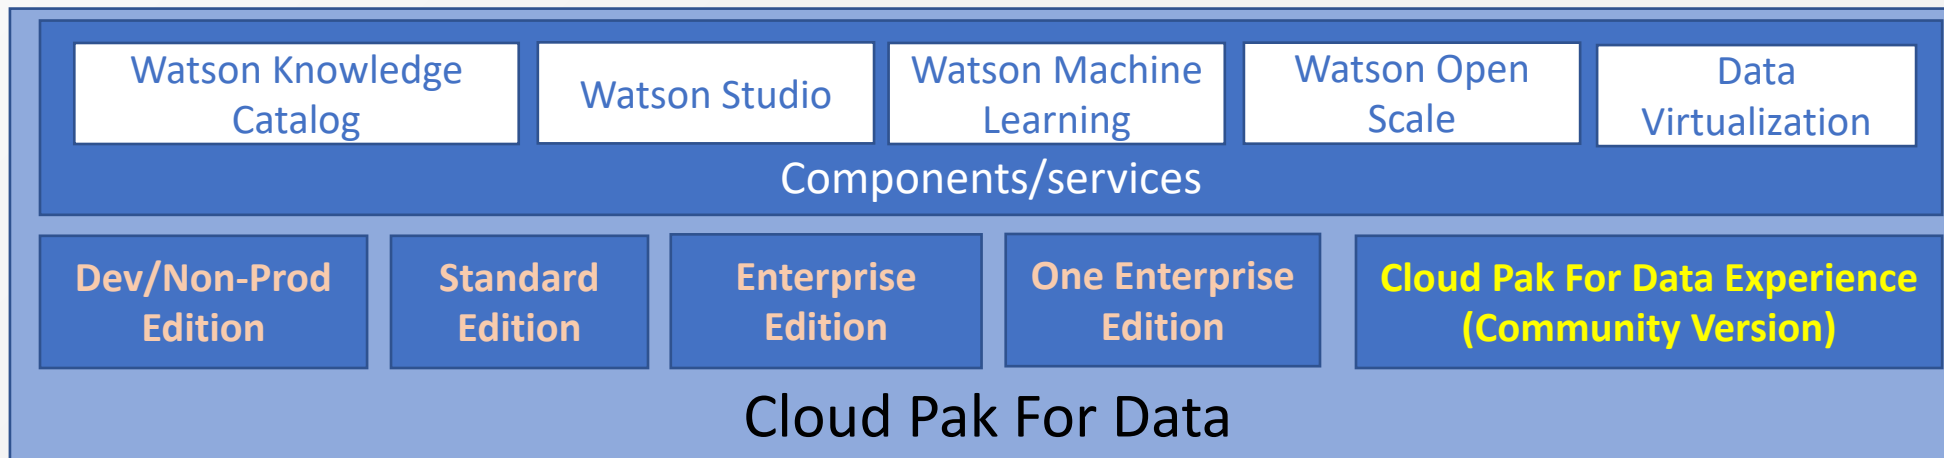 Watson Knowledge
Catalog
Watson Studio
Watson Machine
Learning
Watson Open
Scale
Data
Virtualization
Components/services
Dev/Non-Prod
Edition
Standard
Edition
Enterprise
Edition
One Enterprise
Edition
Cloud Pak For Data Experience
(Community Version)
Cloud Pak For Data